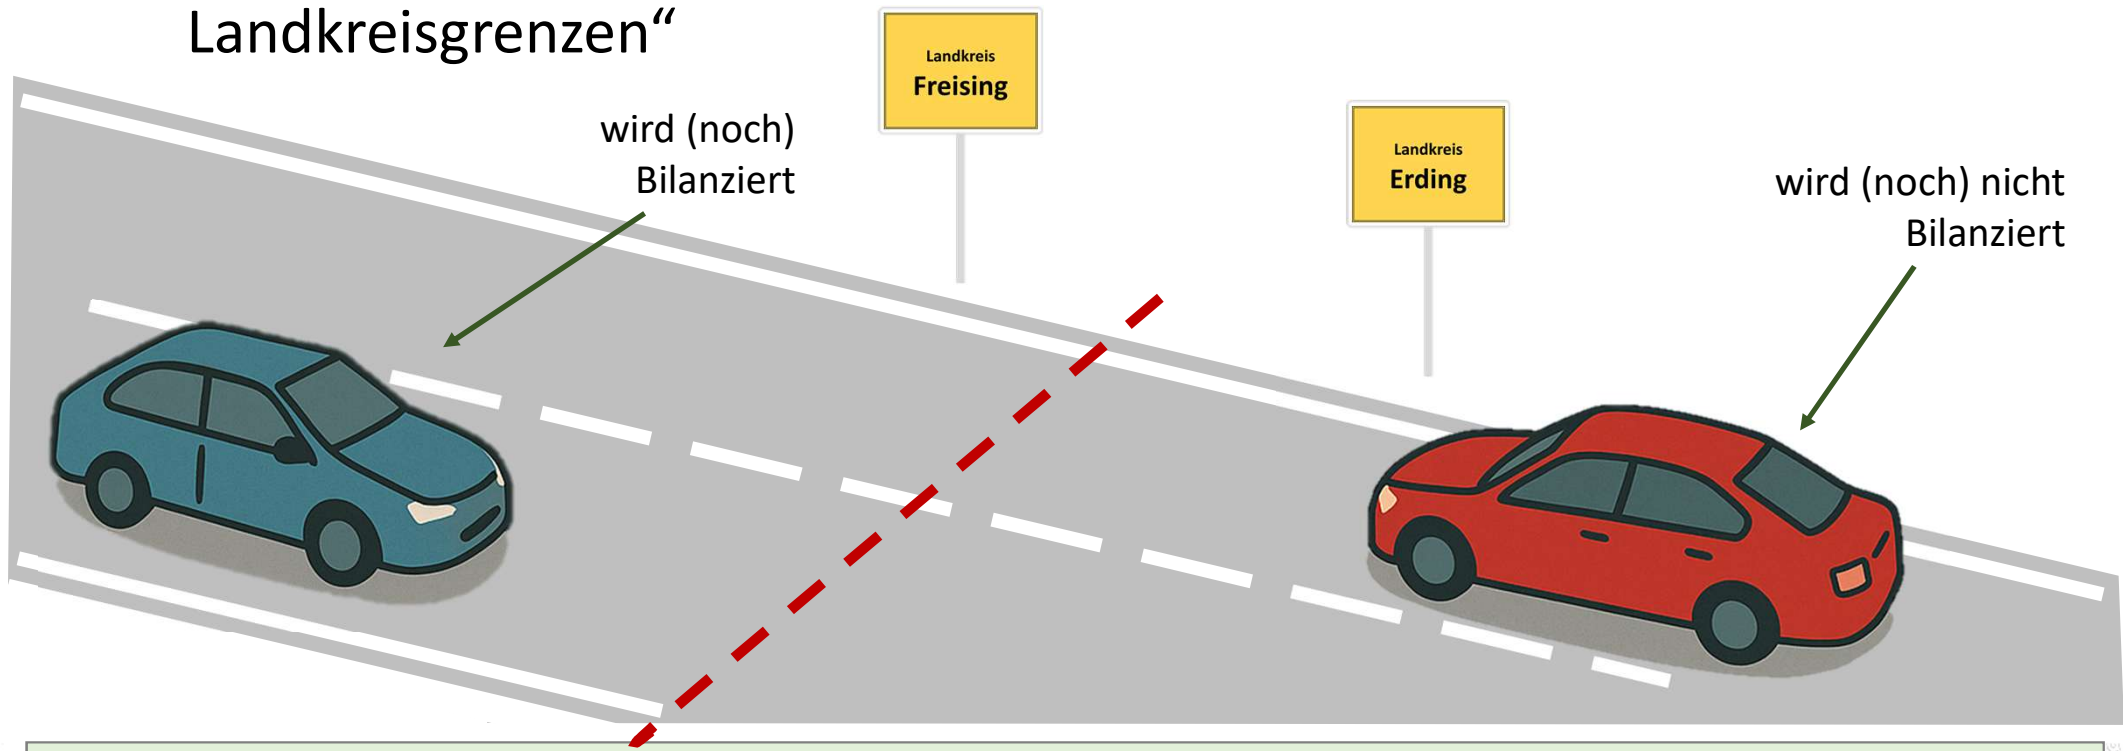 Landkreisgrenzen“
Landkreis
Freising
wird (noch)
Bilanziert
Landkreis
Erding
wird (noch) nicht
Bilanziert